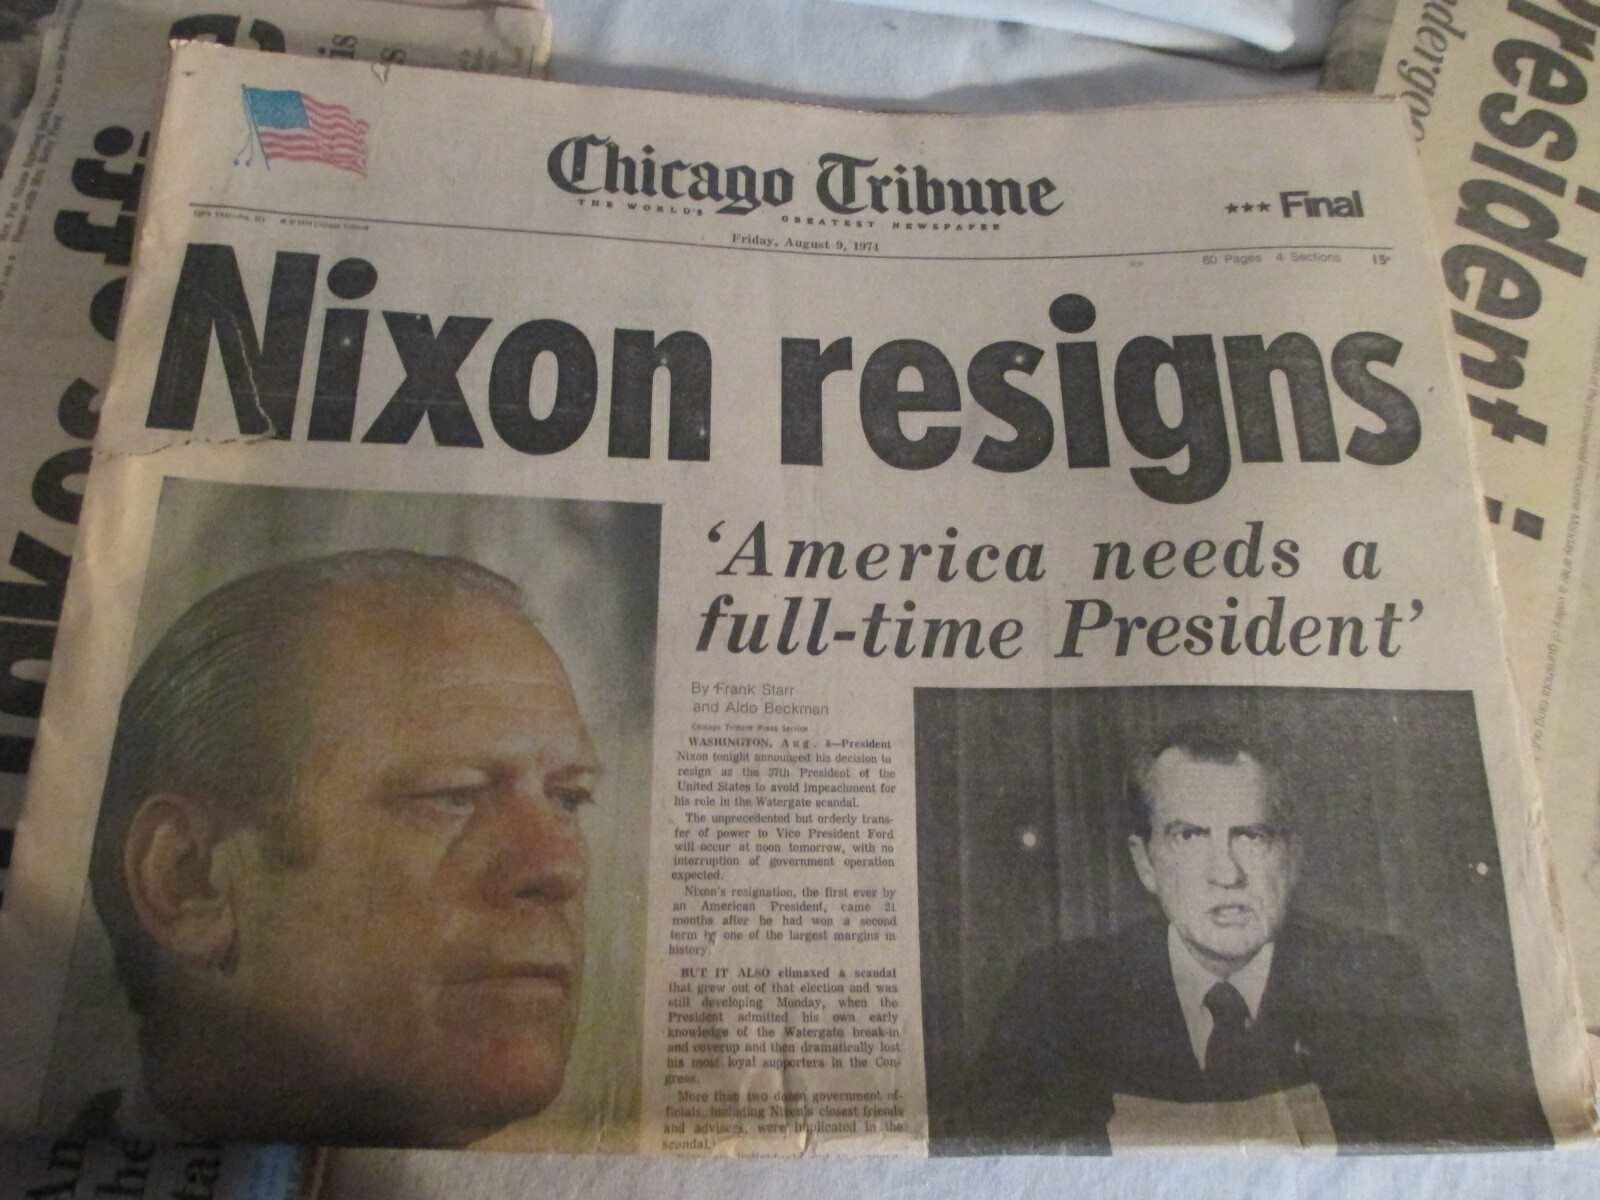 Chicago Tribune
THE WORLD'S GREATEST NEWSPAPER
★★★ Final
Friday, August 9, 1974
60 Pages 4 Sections 15¢
Nixon resigns
‘America needs a
full-time President’
By Frank Starr
and Aldo Beckman
Chicago Tribune Press Service
WASHINGTON, Aug. 8—President
Nixon tonight announced his decision to
resign as the 37th President of the
United States to avoid impeachment for
his role in the Watergate scandal.
The unprecedented but orderly trans-
fer of power to Vice President Ford
will occur at noon tomorrow, with no
interruption of government operation
expected.
Nixon's resignation, the first ever by
an American President, came 21
months after he had won a second
term by one of the largest margins in
history.
BUT IT ALSO climaxed a scandal
that grew out of that election and was
still developing Monday, when the
President admitted his own early
knowledge of the Watergate break-in
and coverup and then dramatically lost
his most loyal supporters in the Con-
gress.
More than two dozen government of-
ficials, including Nixon's closest friends
and advisers, were implicated in the
scandal.
President i
An
he
tal